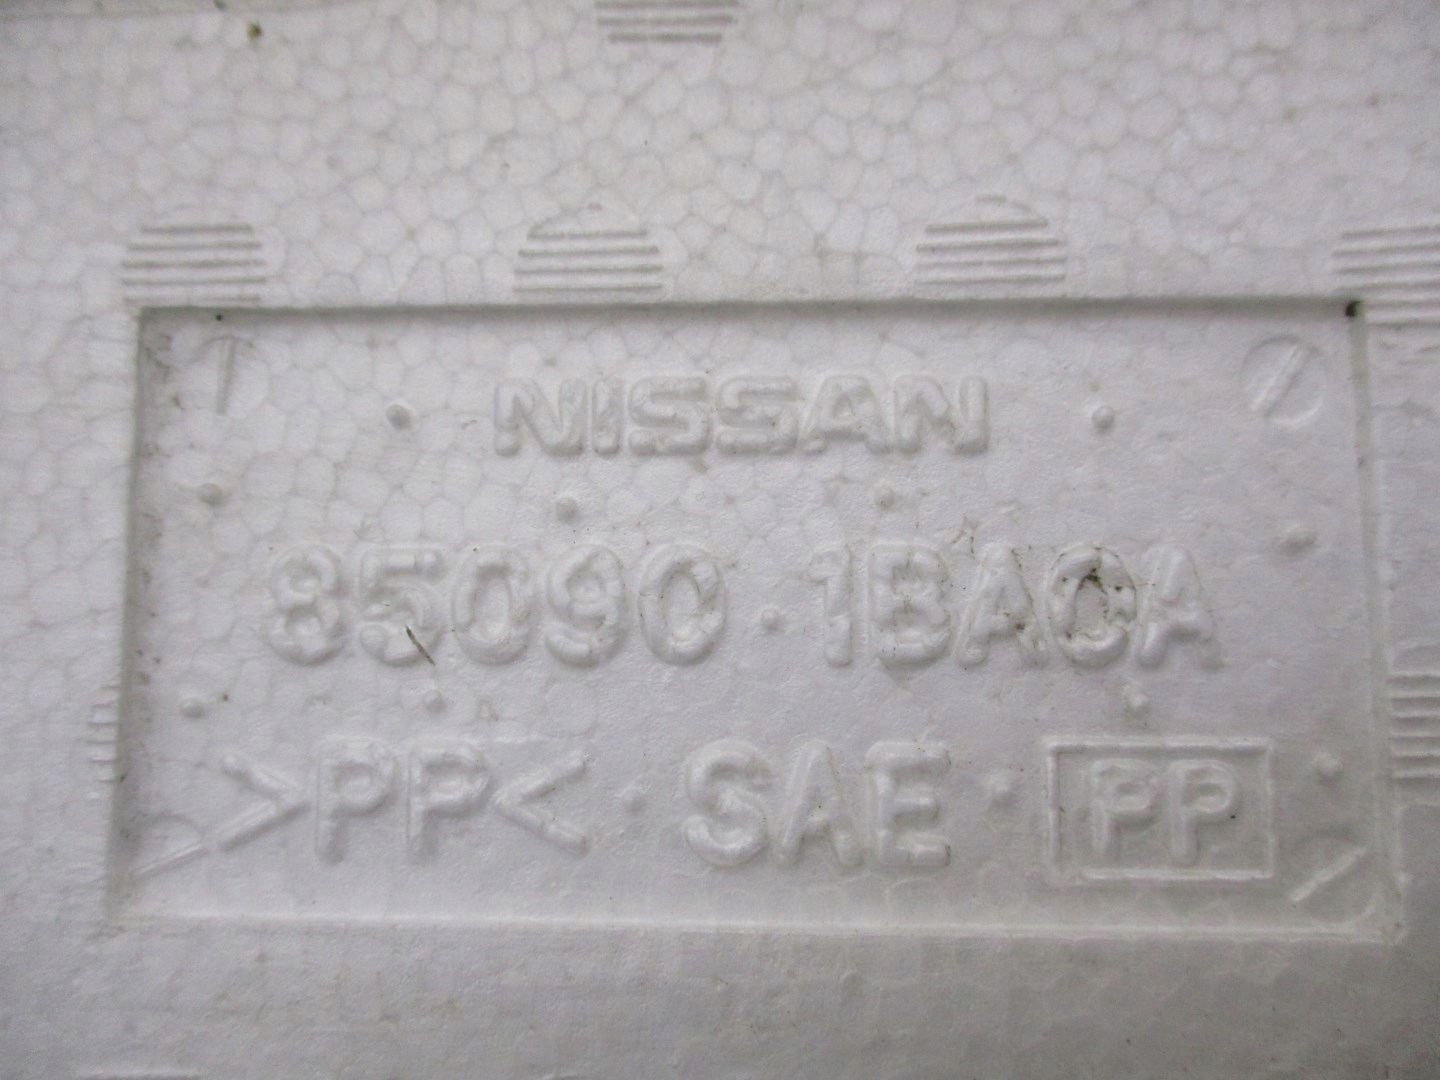 NISSAN
85090 · 1BA0A
>PP< · SAE · PP